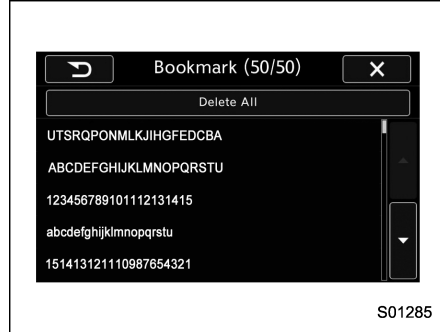 Bookmark (50/50)
Delete All
UTSRQPONMLKJIHGFEDCBA
ABCDEFGHIJKLMNOPQRSTU
123456789101112131415
abcdefghijklmnopqrstu
151413121110987654321
S01285